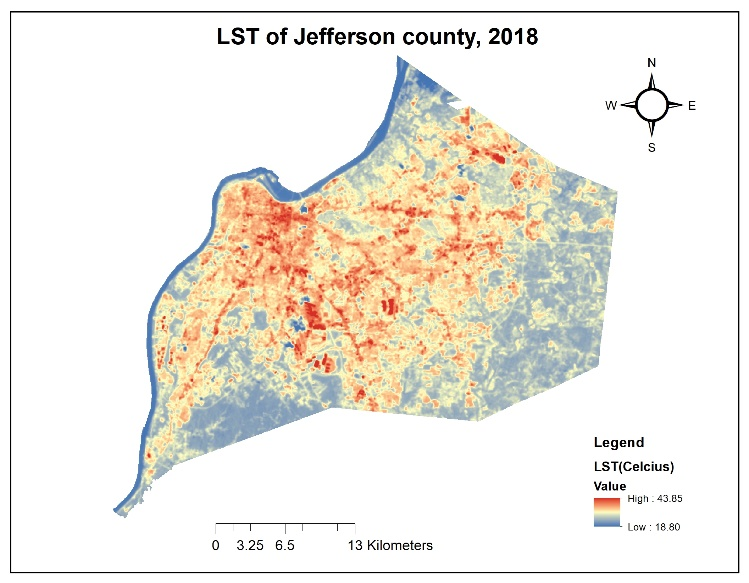 LST of Jefferson county, 2018
N
W E
S
Legend
LST(Celcius)
Value
High : 43.85
Low : 18.80
0 3.25 6.5 13 Kilometers